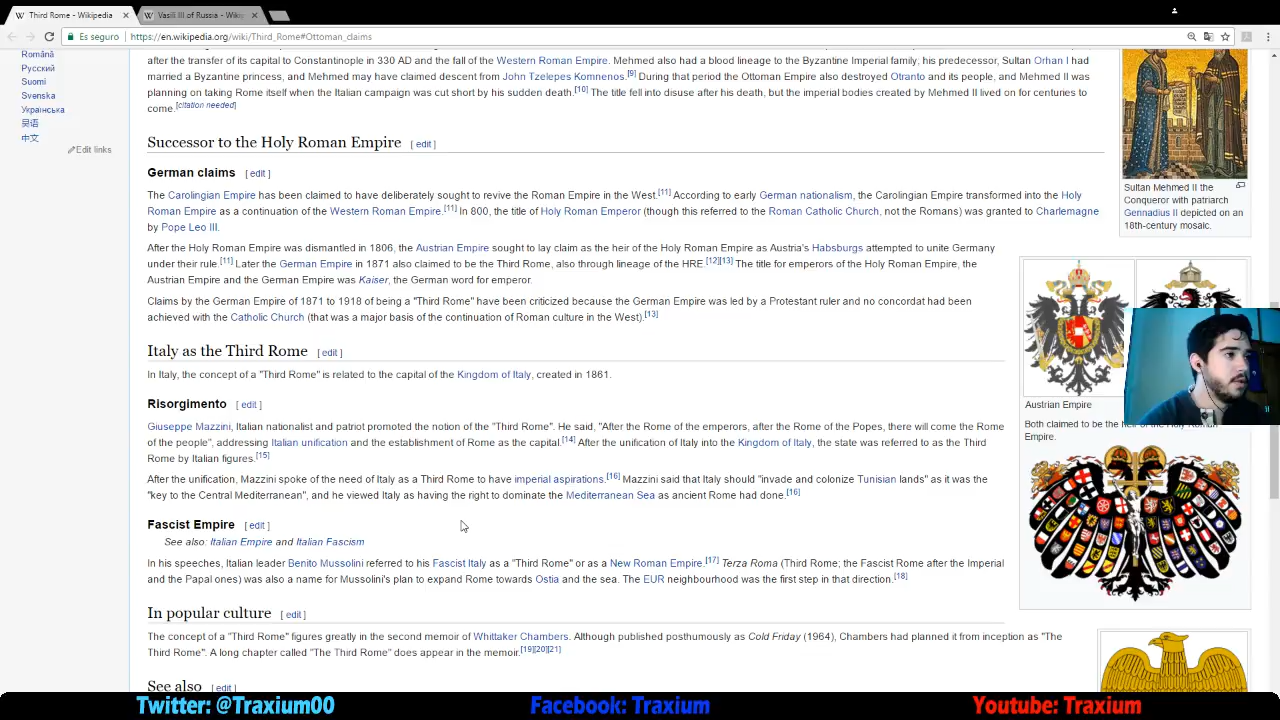 Third Rome - Wikipedia
Vasili III of Russia - Wiki
Es seguro
https://en.wikipedia.org/wiki/Third_Rome#Ottoman_claims
Română
Русский
Suomi
Svenska
Українська
吴语
中文
Edit links
after the transfer of its capital to Constantinople in 330 AD and the fall of the Western Roman Empire. Mehmed also had a blood lineage to the Byzantine Imperial family; his predecessor, Sultan Orhan I had
married a Byzantine princess, and Mehmed may have claimed descent from John Tzelepes Komnenos.[9] During that period the Ottoman Empire also destroyed Otranto and its people, and Mehmed II was
planning on taking Rome itself when the Italian campaign was cut short by his sudden death.[10] The title fell into disuse after his death, but the imperial bodies created by Mehmed II lived on for centuries to
come.[citation needed]
Successor to the Holy Roman Empire [ edit ]
German claims [ edit ]
The Carolingian Empire has been claimed to have deliberately sought to revive the Roman Empire in the West.[11] According to early German nationalism, the Carolingian Empire transformed into the Holy
Roman Empire as a continuation of the Western Roman Empire.[11] In 800, the title of Holy Roman Emperor (though this referred to the Roman Catholic Church, not the Romans) was granted to Charlemagne
by Pope Leo III.
After the Holy Roman Empire was dismantled in 1806, the Austrian Empire sought to lay claim as the heir of the Holy Roman Empire as Austria's Habsburgs attempted to unite Germany
under their rule.[11] Later the German Empire in 1871 also claimed to be the Third Rome, also through lineage of the HRE.[12][13] The title for emperors of the Holy Roman Empire, the
Austrian Empire and the German Empire was Kaiser, the German word for emperor.
Claims by the German Empire of 1871 to 1918 of being a "Third Rome" have been criticized because the German Empire was led by a Protestant ruler and no concordat had been
achieved with the Catholic Church (that was a major basis of the continuation of Roman culture in the West).[13]
Italy as the Third Rome [ edit ]
In Italy, the concept of a "Third Rome" is related to the capital of the Kingdom of Italy, created in 1861.
Risorgimento [ edit ]
Giuseppe Mazzini, Italian nationalist and patriot promoted the notion of the "Third Rome". He said, "After the Rome of the emperors, after the Rome of the Popes, there will come the Rome
of the people", addressing Italian unification and the establishment of Rome as the capital.[14] After the unification of Italy into the Kingdom of Italy, the state was referred to as the Third
Rome by Italian figures.[15]
After the unification, Mazzini spoke of the need of Italy as a Third Rome to have imperial aspirations.[16] Mazzini said that Italy should "invade and colonize Tunisian lands" as it was the
"key to the Central Mediterranean", and he viewed Italy as having the right to dominate the Mediterranean Sea as ancient Rome had done.[16]
Fascist Empire [ edit ]
See also: Italian Empire and Italian Fascism
In his speeches, Italian leader Benito Mussolini referred to his Fascist Italy as a "Third Rome" or as a New Roman Empire.[17] Terza Roma (Third Rome; the Fascist Rome after the Imperial
and the Papal ones) was also a name for Mussolini's plan to expand Rome towards Ostia and the sea. The EUR neighbourhood was the first step in that direction.[18]
In popular culture [ edit ]
The concept of a "Third Rome" figures greatly in the second memoir of Whittaker Chambers. Although published posthumously as Cold Friday (1964), Chambers had planned it from inception as "The
Third Rome". A long chapter called "The Third Rome" does appear in the memoir.[19][20][21]
See also [ edit ]
Sultan Mehmed II the
Conqueror with patriarch
Gennadius II depicted on an
18th-century mosaic.
Austrian Empire
Both claimed to be the
Empire.
Twitter: @Traxium00
Facebook: Traxium
Youtube: Traxium